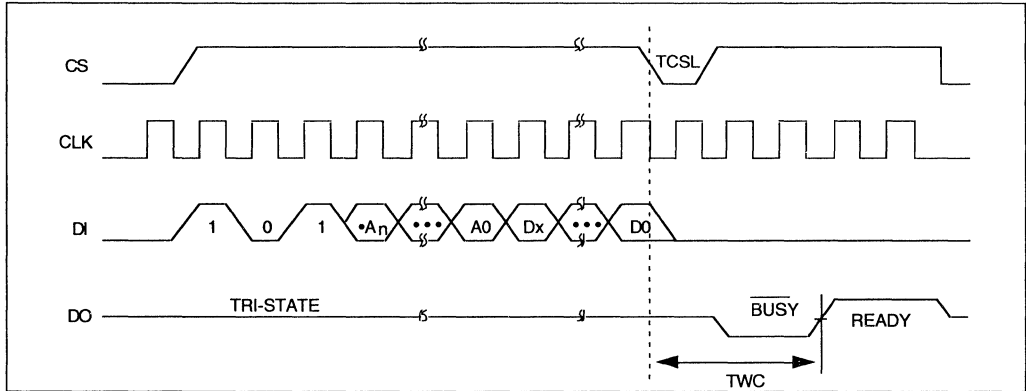 CS
TCSL
CLK
DI 1 0 1 •An ••• A0 Dx ••• D0
TRI-STATE
DO
BUSY
READY
TWC